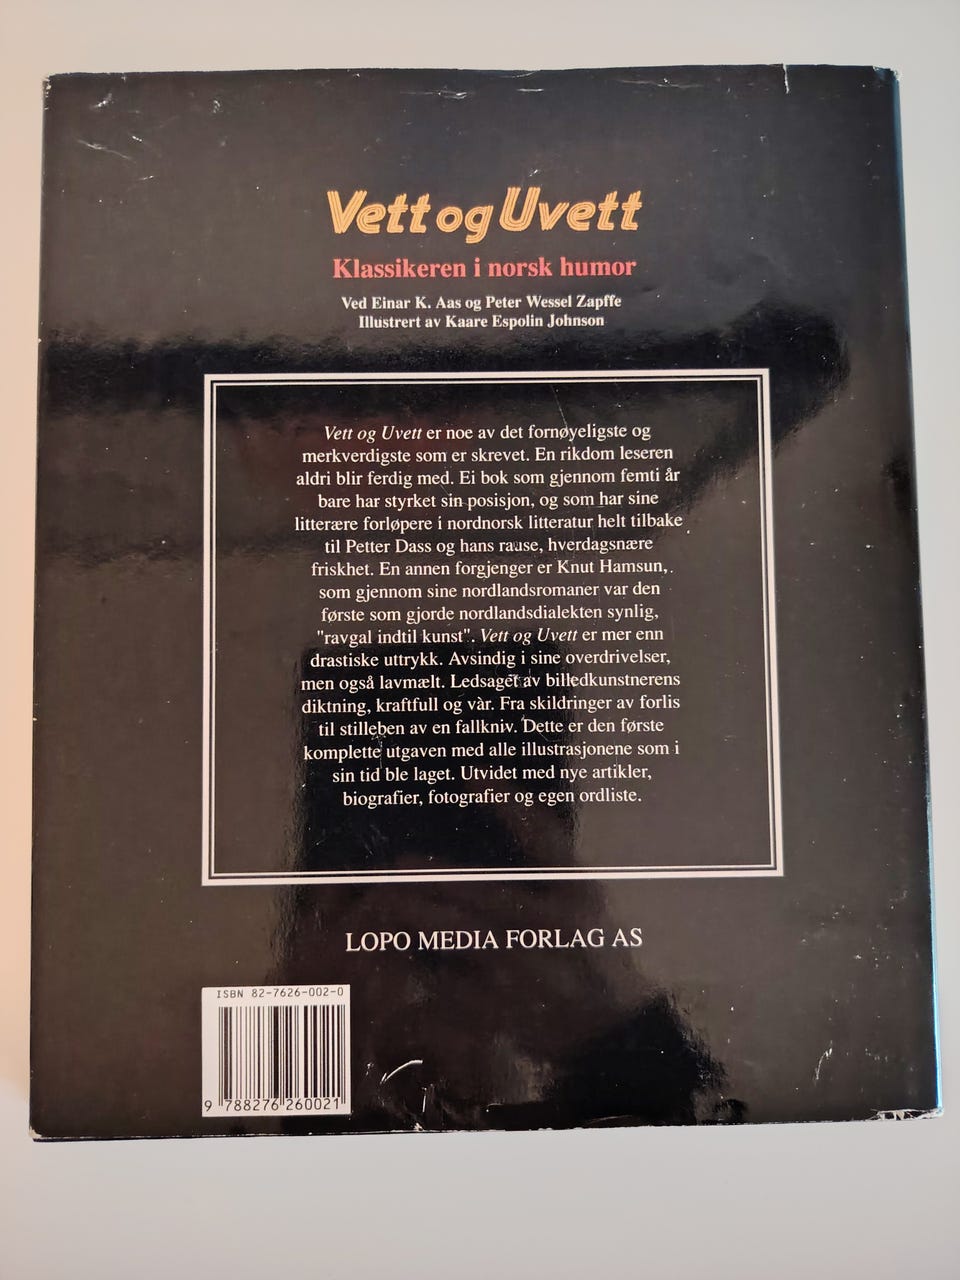 Vett og Uvett
Klassikeren i norsk humor
Ved Einar K. Aas og Peter Wessel Zapffe
Illustrert av Kaare Espolin Johnson
Vett og Uvett er noe av det fornøyeligste og
merkverdigste som er skrevet. En rikdom leseren
aldri blir ferdig med. Ei bok som gjennom femti år
bare har styrket sin posisjon, og som har sine
litterære forløpere i nordnorsk litteratur helt tilbake
til Petter Dass og hans rause, hverdagsnære
friskhet. En annen forgjenger er Knut Hamsun,
som gjennom sine nordlandsromaner var den
første som gjorde nordlandsdialekten synlig,
"ravgal indtil kunst". Vett og Uvett er mer enn
drastiske uttrykk. Avsindig i sine overdrivelser,
men også lavmælt. Ledsaget av billedkunstnerens
diktning, kraftfull og vàr. Fra skildringer av forlis
til stilleben av en fallkniv. Dette er den første
komplette utgaven med alle illustrasjonene som i
sin tid ble laget. Utvidet med nye artikler,
biografier, fotografier og egen ordliste.
LOPO MEDIA FORLAG AS
ISBN 82-7626-002-0
9 788276 260021